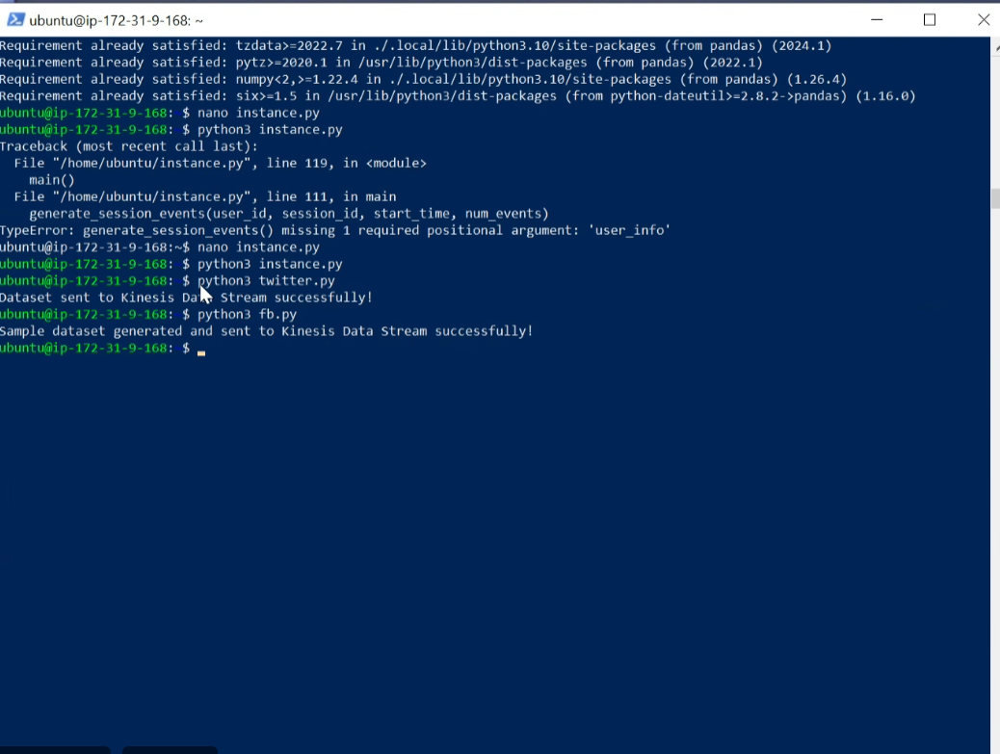 ubuntu@ip-172-31-9-168: ~
Requirement already satisfied: tzdata>=2022.7 in ./.local/lib/python3.10/site-packages (from pandas) (2024.1)
Requirement already satisfied: pytz>=2020.1 in /usr/lib/python3/dist-packages (from pandas) (2022.1)
Requirement already satisfied: numpy<2,>=1.22.4 in ./.local/lib/python3.10/site-packages (from pandas) (1.26.4)
Requirement already satisfied: six>=1.5 in /usr/lib/python3/dist-packages (from python-dateutil>=2.8.2->pandas) (1.16.0)
ubuntu@ip-172-31-9-168: $ nano instance.py
ubuntu@ip-172-31-9-168: $ python3 instance.py
Traceback (most recent call last):
  File "/home/ubuntu/instance.py", line 119, in <module>
    main()
  File "/home/ubuntu/instance.py", line 111, in main
    generate_session_events(user_id, session_id, start_time, num_events)
TypeError: generate_session_events() missing 1 required positional argument: 'user_info'
ubuntu@ip-172-31-9-168:~$ nano instance.py
ubuntu@ip-172-31-9-168: $ python3 instance.py
ubuntu@ip-172-31-9-168: $ python3 twitter.py
Dataset sent to Kinesis Data Stream successfully!
ubuntu@ip-172-31-9-168: $ python3 fb.py
Sample dataset generated and sent to Kinesis Data Stream successfully!
ubuntu@ip-172-31-9-168: $